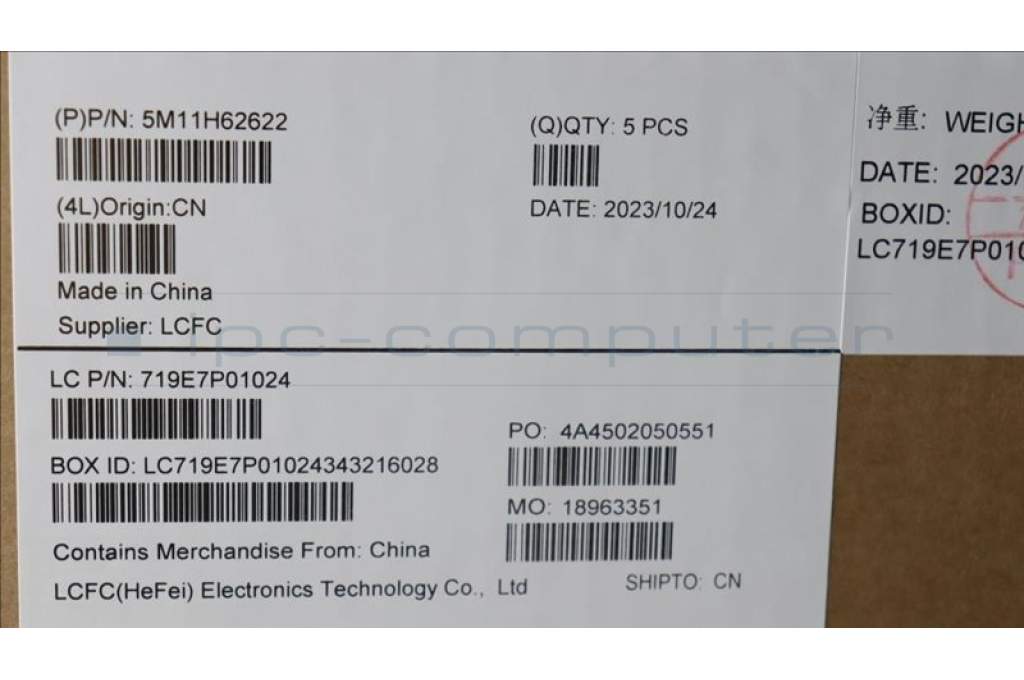 (P)P/N: 5M11H62622
(4L)Origin:CN
Made in China
Supplier: LCFC
(Q)QTY: 5 PCS
DATE: 2023/10/24
净重: WEIGH
DATE: 2023/
BOXID:
LC719E7P010
ipc-computer
LC P/N: 719E7P01024
BOX ID: LC719E7P01024343216028
Contains Merchandise From: China
LCFC(HeFei) Electronics Technology Co., Ltd
PO: 4A4502050551
MO: 18963351
SHIPTO: CN